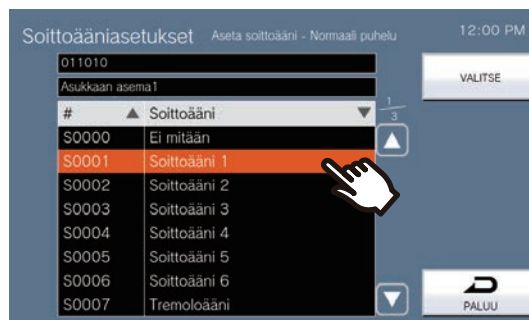 Soittoääniasetukset Aseta soittoääni - Normaali puhelu 12:00 PM
011010
Asukkaan asema1
VALITSE
# Soittoääni
1/3
S0000 Ei mitään
S0001 Soittoääni 1
S0002 Soittoääni 2
S0003 Soittoääni 3
S0004 Soittoääni 4
S0005 Soittoääni 5
S0006 Soittoääni 6
S0007 Tremoloääni
PALUU